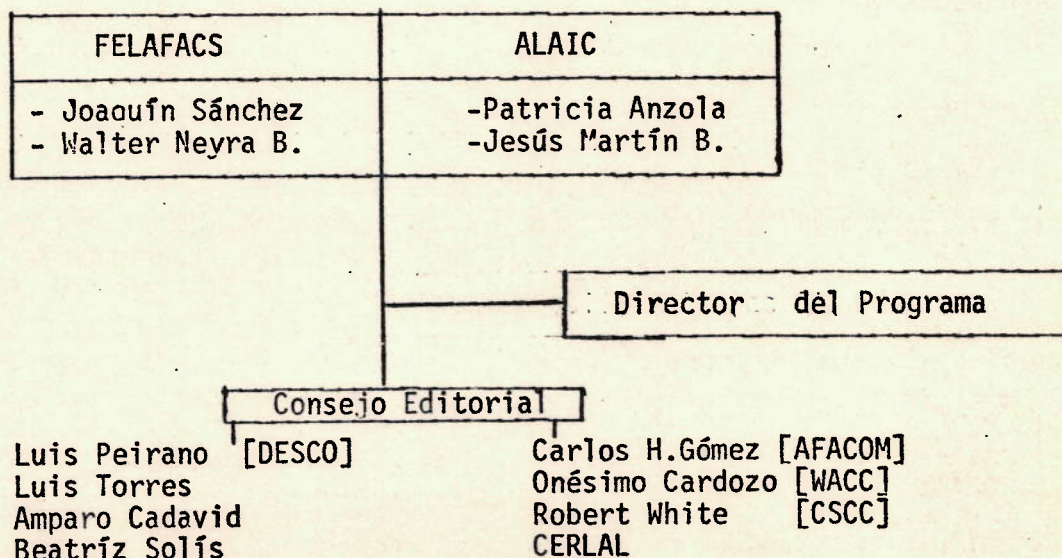 FELAFACS ALAIC
- Joaquín Sánchez -Patricia Anzola
- Walter Neyra B. -Jesús Martín B.
Director del Programa
Consejo Editorial
Luis Peirano [DESCO] Carlos H.Gómez [AFACOM]
Luis Torres Onésimo Cardozo [WACC]
Amparo Cadavid Robert White [CSCC]
Beatríz Solís CERLAL